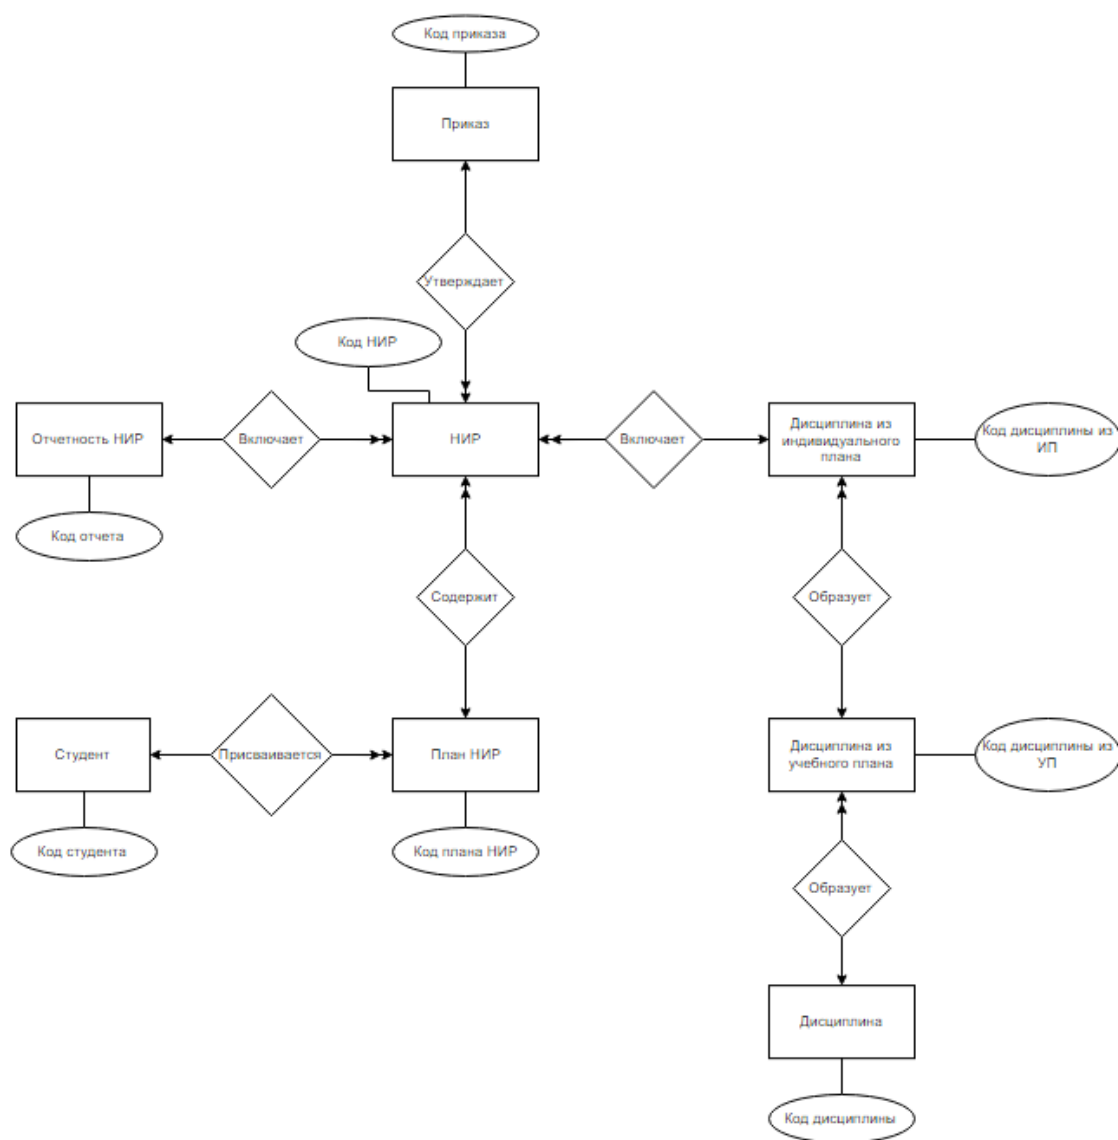 Код приказа
Приказ
Утверждает
Код НИР
Отчетность НИР
Включает
НИР
Включает
Дисциплина из
индивидуального
плана
Код дисциплины из
ИП
Код отчета
Содержит
Образует
Студент
Присваивается
План НИР
Дисциплина из
учебного плана
Код дисциплины из
УП
Код студента
Код плана НИР
Образует
Дисциплина
Код дисциплины